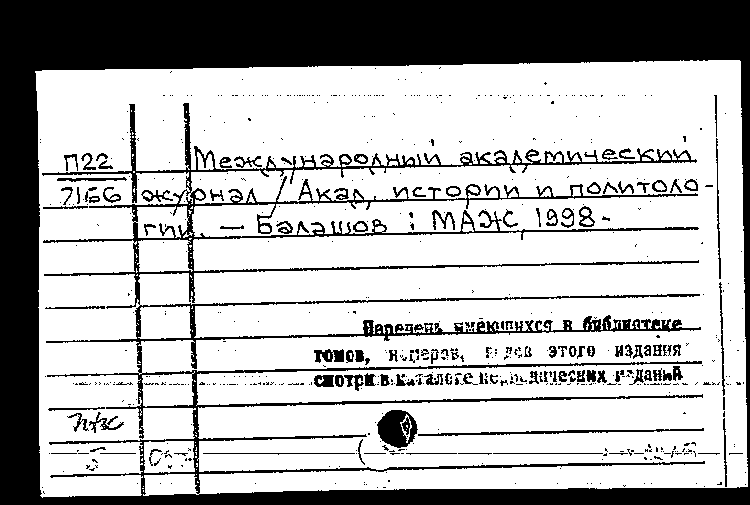 П22 Международный академический
7166 журнал / Акад. истории и политоло-
гии. — Балашов : МАЖ, 1998-
Перечень имеющихся в библиотеке
томов, номеров, годов этого издания
смотри в каталоге периодических изданий